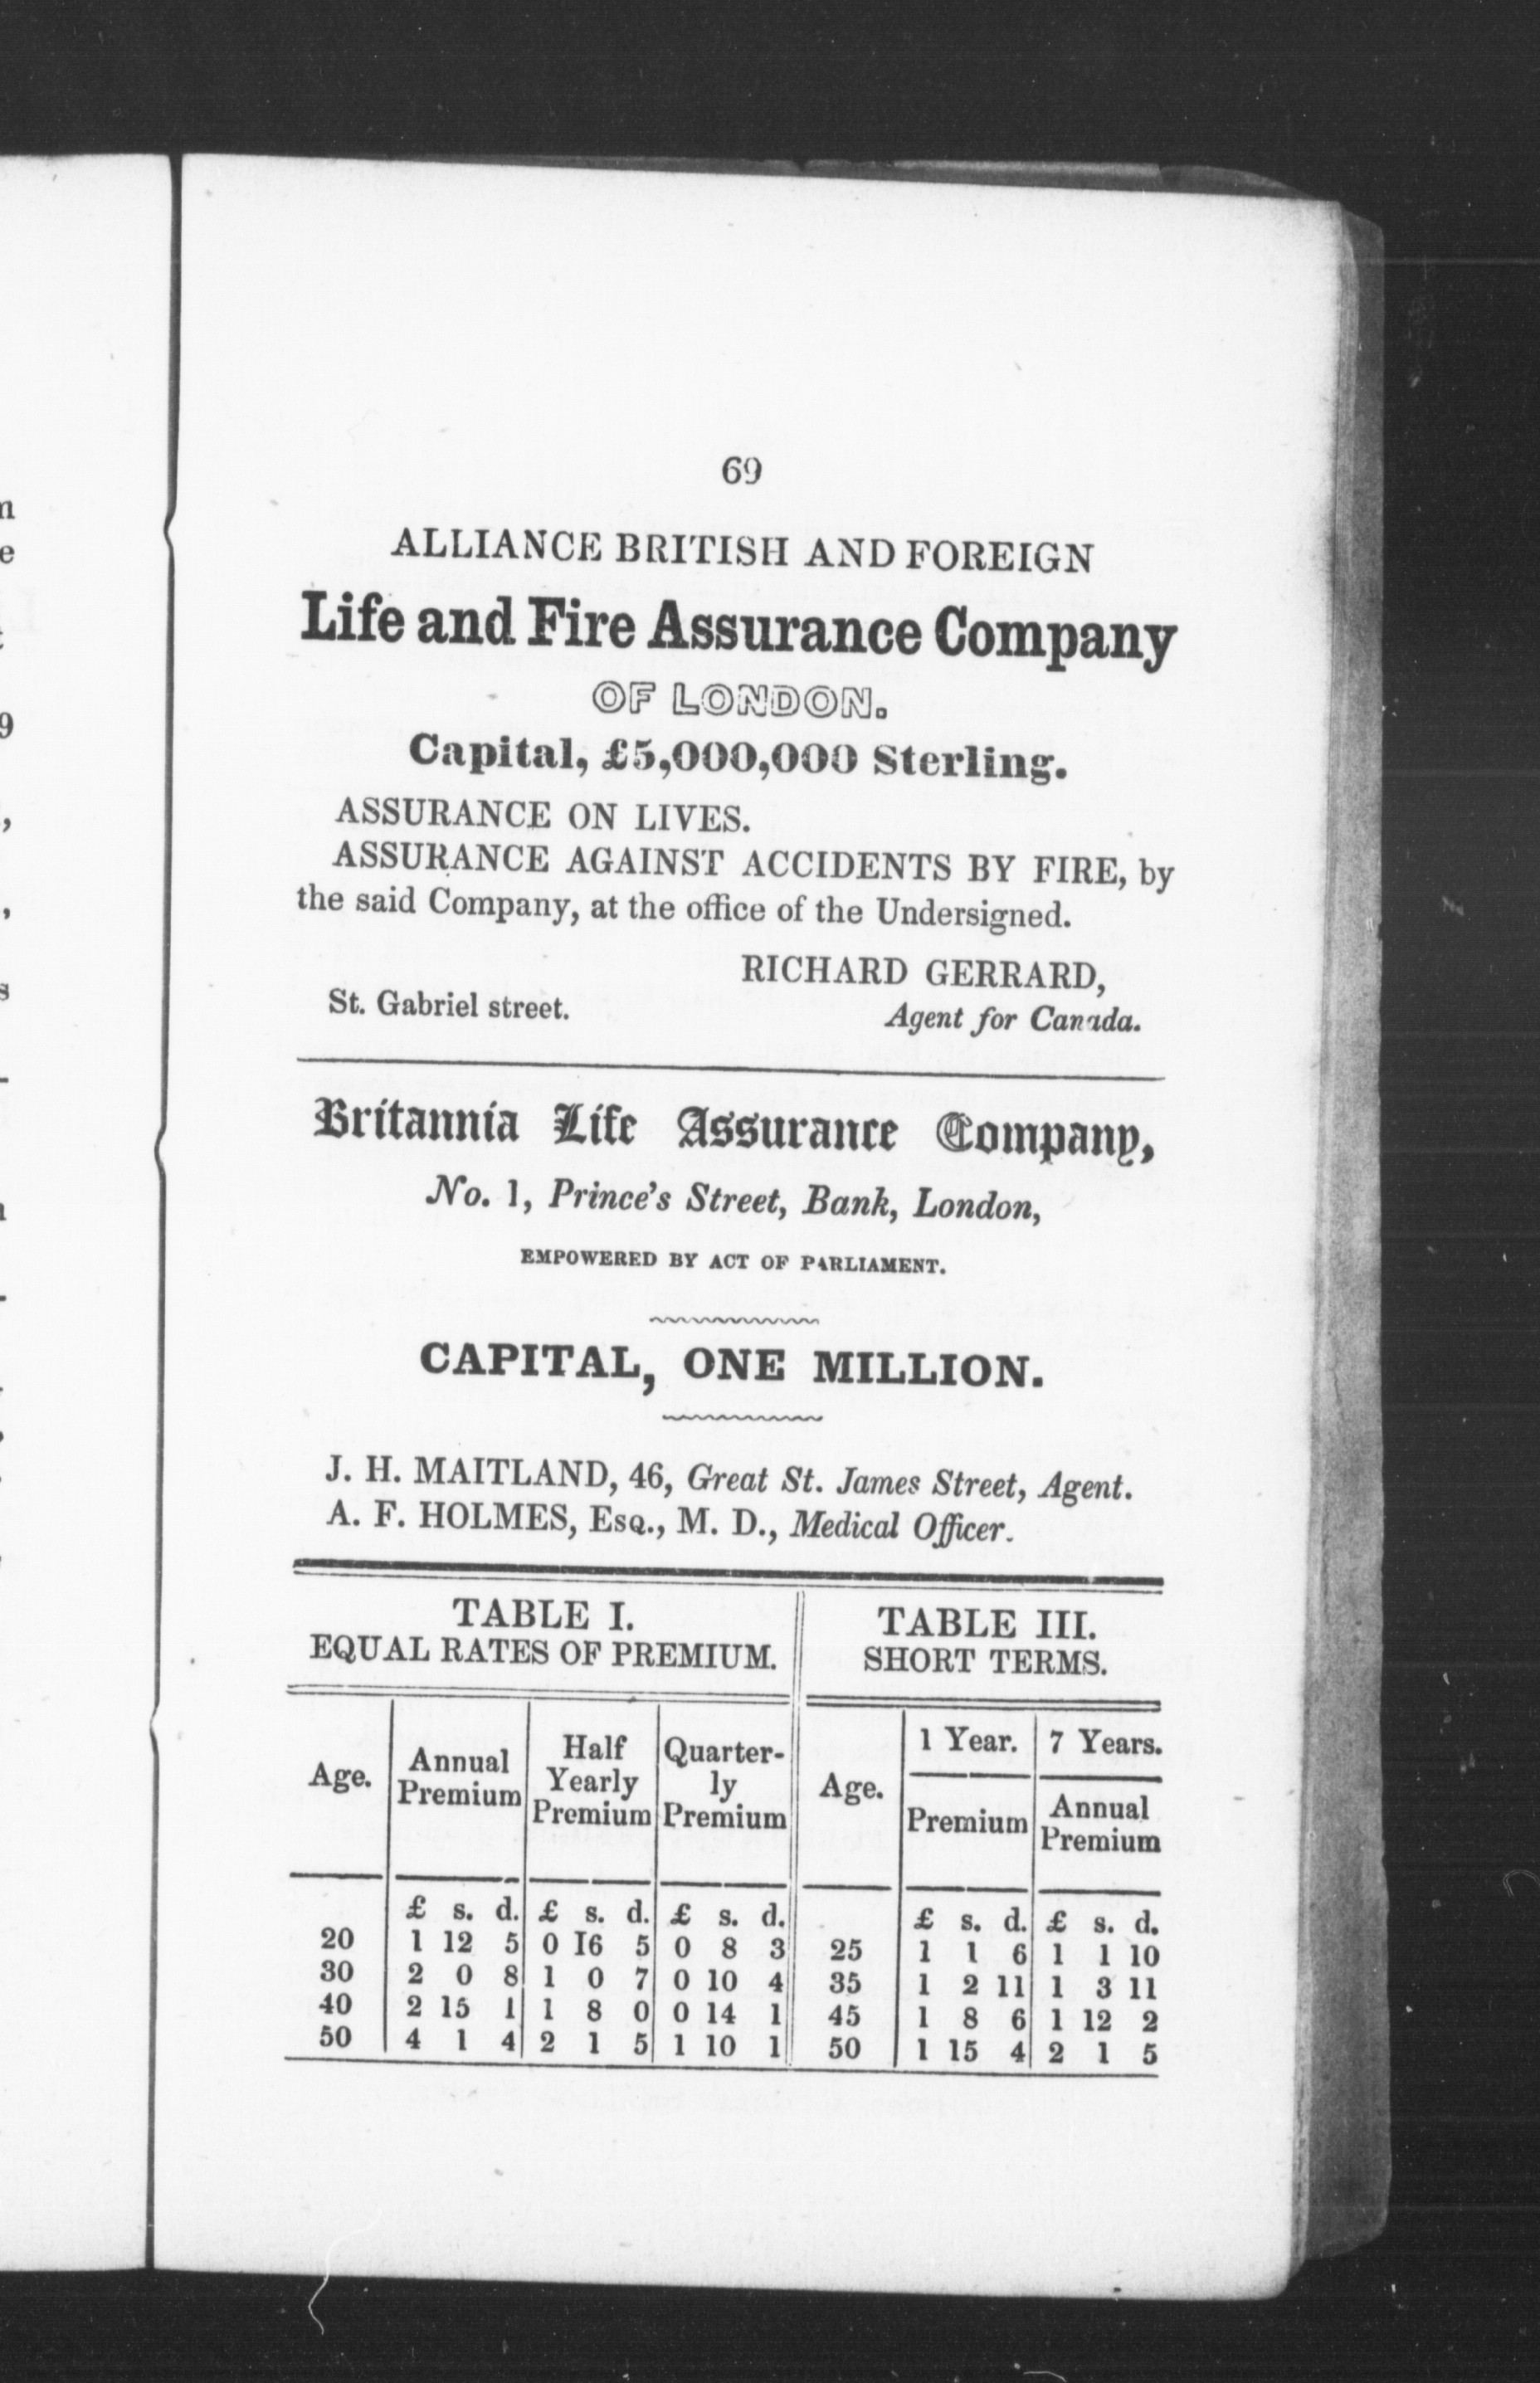 69
ALLIANCE BRITISH AND FOREIGN
Life and Fire Assurance Company
OF LONDON.
Capital, £5,000,000 Sterling.
ASSURANCE ON LIVES.
ASSURANCE AGAINST ACCIDENTS BY FIRE, by
the said Company, at the office of the Undersigned.
RICHARD GERRARD,
St. Gabriel street. Agent for Canada.
Britannia Life Assurance Company,
No. 1, Prince's Street, Bank, London,
EMPOWERED BY ACT OF PARLIAMENT.
CAPITAL, ONE MILLION.
J. H. MAITLAND, 46, Great St. James Street, Agent.
A. F. HOLMES, Esq., M. D., Medical Officer.
TABLE I. TABLE III.
EQUAL RATES OF PREMIUM. SHORT TERMS.
Age. Annual Premium Half Yearly Premium Quarter-ly Premium Age. 1 Year. Premium 7 Years. Annual Premium
£ s. d. £ s. d. £ s. d. £ s. d. £ s. d.
20 1 12 5 0 16 5 0 8 3 25 1 1 6 1 1 10
30 2 0 8 1 0 7 0 10 4 35 1 2 11 1 3 11
40 2 15 1 1 8 0 0 14 1 45 1 8 6 1 12 2
50 4 1 4 2 1 5 1 10 1 50 1 15 4 2 1 5